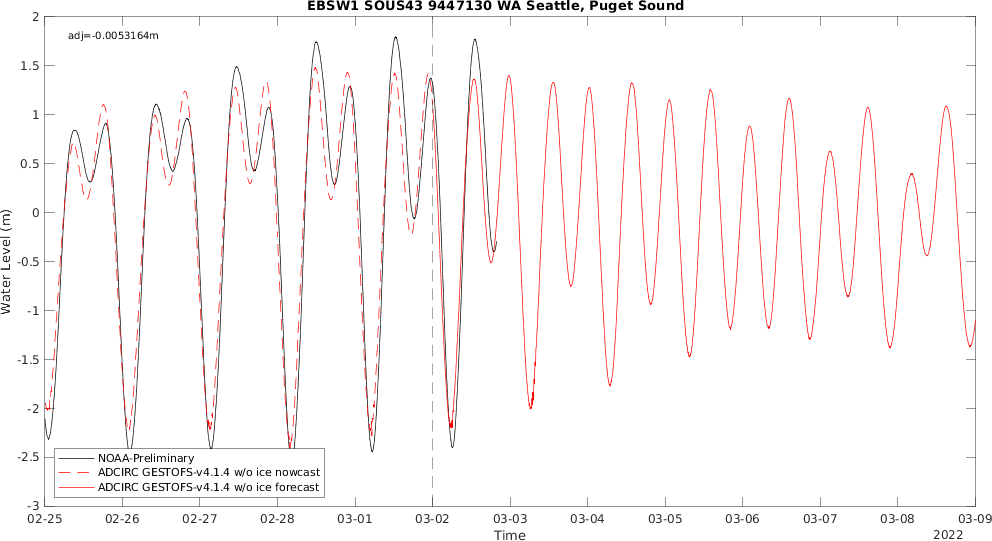 EBSW1 SOUS43 9447130 WA Seattle, Puget Sound
adj=-0.0053164m
2
1.5
1
0.5
0
-0.5
-1
-1.5
-2
-2.5
-3
Water Level (m)
NOAA-Preliminary
ADCIRC GESTOFS-v4.1.4 w/o ice nowcast
ADCIRC GESTOFS-v4.1.4 w/o ice forecast
02-25 02-26 02-27 02-28 03-01 03-02 03-03 03-04 03-05 03-06 03-07 03-08 03-09
Time
2022